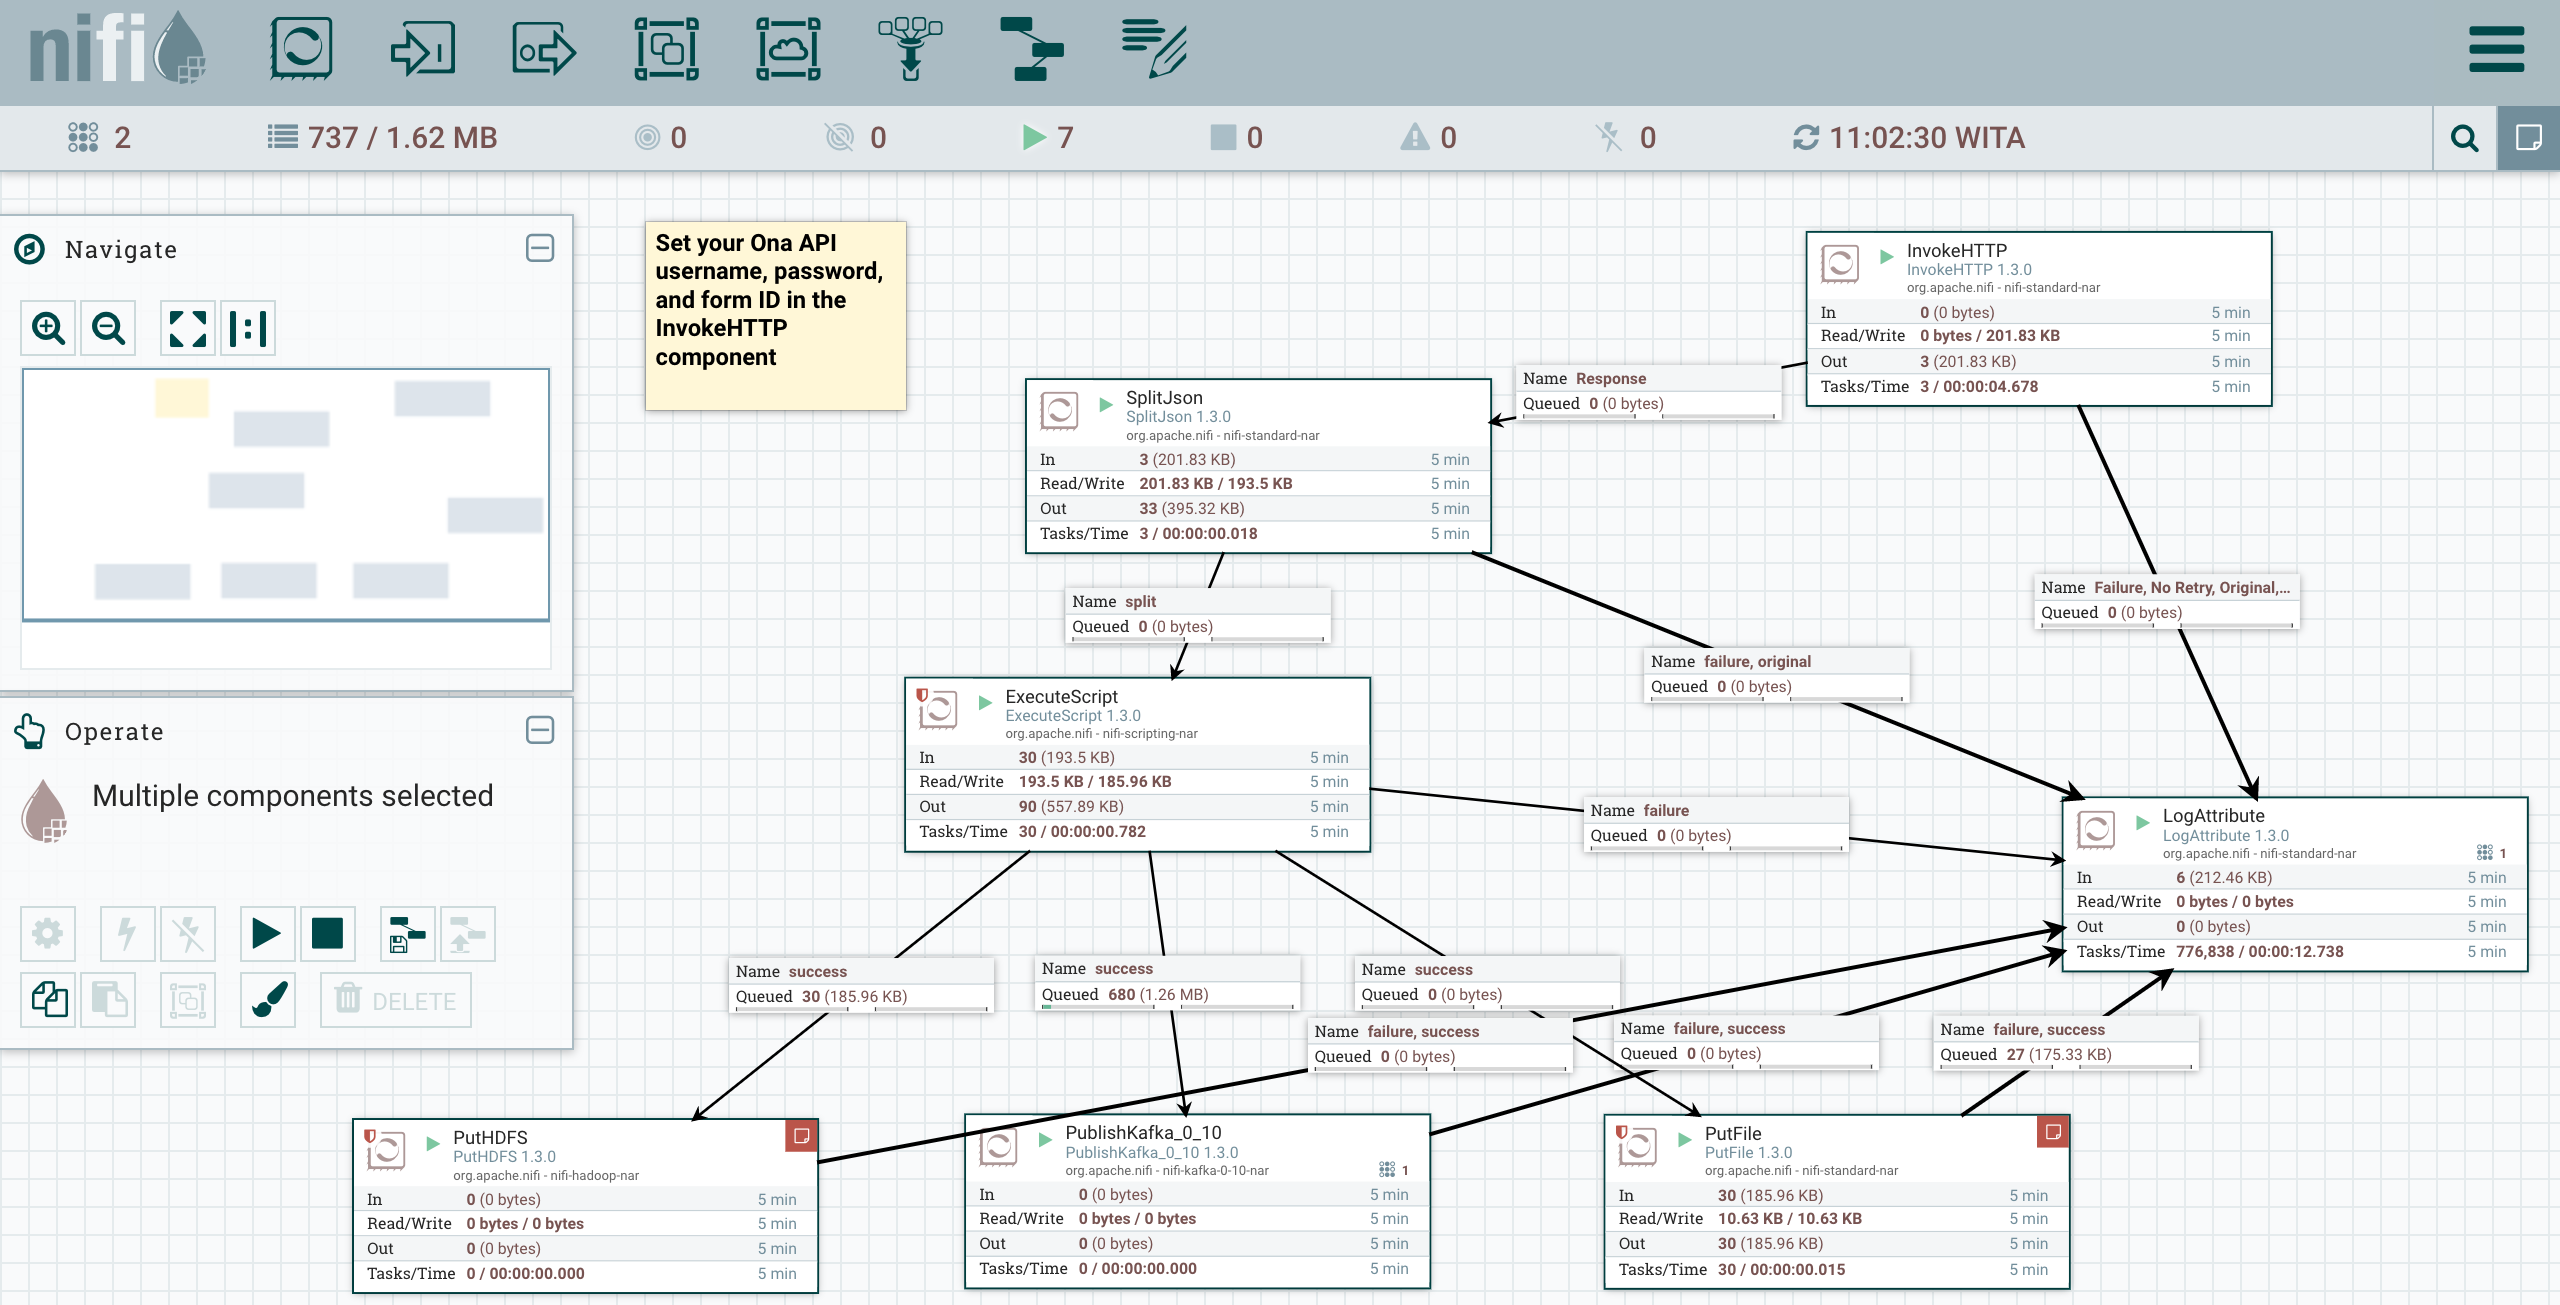 nifi
2
737 / 1.62 MB
0
0
7
0
0
0
11:02:30 WITA
Navigate
Operate
Multiple components selected
DELETE
Set your Ona API
username, password,
and form ID in the
InvokeHTTP
component
InvokeHTTP
InvokeHTTP 1.3.0
org.apache.nifi - nifi-standard-nar
In 0 (0 bytes) 5 min
Read/Write 0 bytes / 201.83 KB 5 min
Out 3 (201.83 KB) 5 min
Tasks/Time 3 / 00:00:04.678 5 min
Name Response
Queued 0 (0 bytes)
SplitJson
SplitJson 1.3.0
org.apache.nifi - nifi-standard-nar
In 3 (201.83 KB) 5 min
Read/Write 201.83 KB / 193.5 KB 5 min
Out 33 (395.32 KB) 5 min
Tasks/Time 3 / 00:00:00.018 5 min
Name split
Queued 0 (0 bytes)
Name Failure, No Retry, Original,...
Queued 0 (0 bytes)
Name failure, original
Queued 0 (0 bytes)
ExecuteScript
ExecuteScript 1.3.0
org.apache.nifi - nifi-scripting-nar
In 30 (193.5 KB) 5 min
Read/Write 193.5 KB / 185.96 KB 5 min
Out 90 (557.89 KB) 5 min
Tasks/Time 30 / 00:00:00.782 5 min
Name failure
Queued 0 (0 bytes)
LogAttribute
LogAttribute 1.3.0
org.apache.nifi - nifi-standard-nar
1
In 6 (212.46 KB) 5 min
Read/Write 0 bytes / 0 bytes 5 min
Out 0 (0 bytes) 5 min
Tasks/Time 776,838 / 00:00:12.738 5 min
Name success
Queued 30 (185.96 KB)
Name success
Queued 680 (1.26 MB)
Name success
Queued 0 (0 bytes)
Name failure, success
Queued 0 (0 bytes)
Name failure, success
Queued 0 (0 bytes)
Name failure, success
Queued 27 (175.33 KB)
PutHDFS
PutHDFS 1.3.0
org.apache.nifi - nifi-hadoop-nar
In 0 (0 bytes) 5 min
Read/Write 0 bytes / 0 bytes 5 min
Out 0 (0 bytes) 5 min
Tasks/Time 0 / 00:00:00.000 5 min
PublishKafka_0_10
PublishKafka_0_10 1.3.0
org.apache.nifi - nifi-kafka-0-10-nar
1
In 0 (0 bytes) 5 min
Read/Write 0 bytes / 0 bytes 5 min
Out 0 (0 bytes) 5 min
Tasks/Time 0 / 00:00:00.000 5 min
PutFile
PutFile 1.3.0
org.apache.nifi - nifi-standard-nar
In 30 (185.96 KB) 5 min
Read/Write 10.63 KB / 10.63 KB 5 min
Out 30 (185.96 KB) 5 min
Tasks/Time 30 / 00:00:00.015 5 min